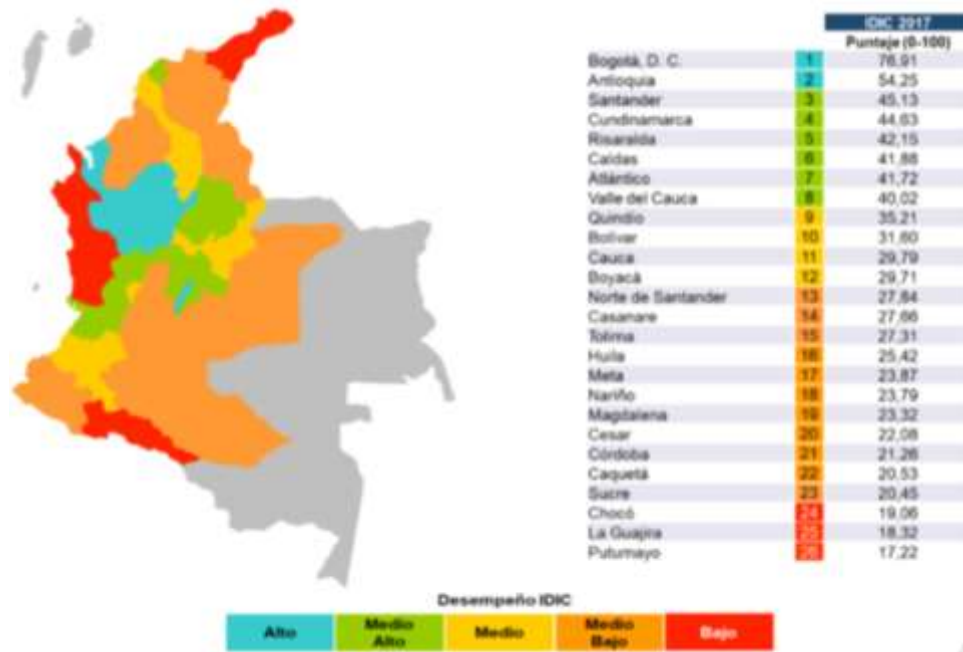 IDIC 2017
Puntaje (0-100)
Bogotá, D. C. 1 76,91
Antioquia 2 54,25
Santander 3 45,13
Cundinamarca 4 44,63
Risaralda 5 42,15
Caldas 6 41,88
Atlántico 7 41,72
Valle del Cauca 8 40,02
Quindío 9 35,21
Bolívar 10 31,60
Cauca 11 29,79
Boyacá 12 29,71
Norte de Santander 13 27,84
Casanare 14 27,66
Tolima 15 27,31
Huila 16 25,42
Meta 17 23,87
Nariño 18 23,79
Magdalena 19 23,32
Cesar 20 22,08
Córdoba 21 21,26
Caquetá 22 20,53
Sucre 23 20,45
Chocó 24 19,06
La Guajira 25 18,32
Putumayo 26 17,22
Desempeño IDIC
Alto
Medio
Alto
Medio
Medio
Bajo
Bajo